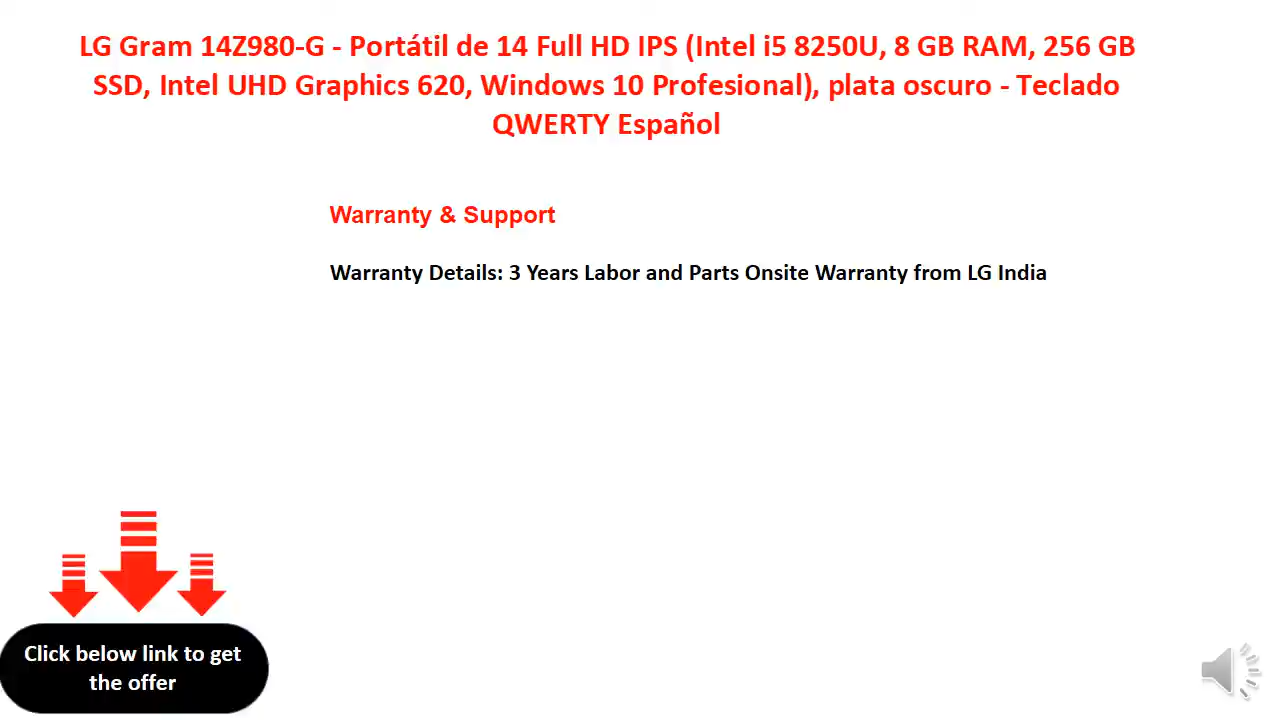 LG Gram 14Z980-G - Portátil de 14 Full HD IPS (Intel i5 8250U, 8 GB RAM, 256 GB
SSD, Intel UHD Graphics 620, Windows 10 Profesional), plata oscuro - Teclado
QWERTY Español
Warranty & Support
Warranty Details: 3 Years Labor and Parts Onsite Warranty from LG India
Click below link to get
the offer